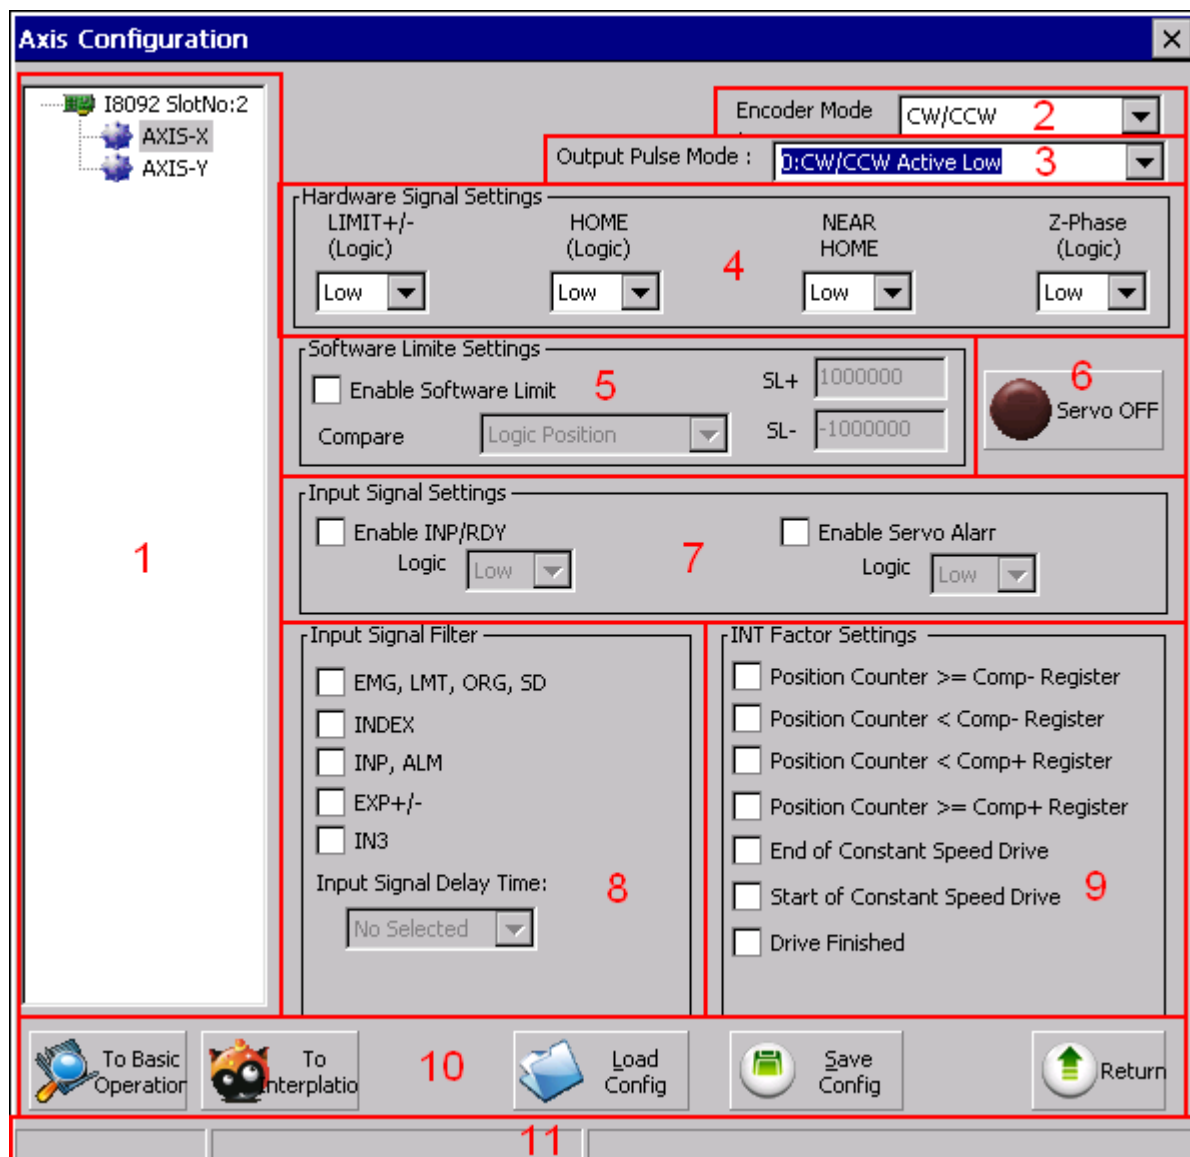 Axis Configuration
I8092 SlotNo:2
AXIS-X
AXIS-Y
1
Encoder Mode
CW/CCW
2
Output Pulse Mode :
0:CW/CCW Active Low
3
Hardware Signal Settings
LIMIT+/-
(Logic)
Low
HOME
(Logic)
Low
4
NEAR
HOME
Low
Z-Phase
(Logic)
Low
Software Limite Settings
Enable Software Limit
5
Compare
Logic Position
SL+
1000000
SL-
-1000000
6
Servo OFF
Input Signal Settings
Enable INP/RDY
Logic
Low
7
Enable Servo Alarr
Logic
Low
Input Signal Filter
EMG, LMT, ORG, SD
INDEX
INP, ALM
EXP+/-
IN3
Input Signal Delay Time:
No Selected
8
INT Factor Settings
Position Counter >= Comp- Register
Position Counter < Comp- Register
Position Counter < Comp+ Register
Position Counter >= Comp+ Register
End of Constant Speed Drive
Start of Constant Speed Drive
9
Drive Finished
To Basic
Operation
To
nterplatio
10
Load
Config
Save
Config
Return
11